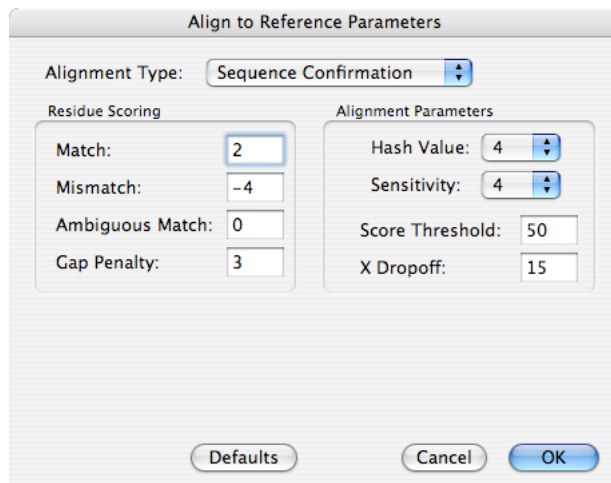 Align to Reference Parameters
Alignment Type: Sequence Confirmation
Residue Scoring
Match: 2
Mismatch: -4
Ambiguous Match: 0
Gap Penalty: 3
Alignment Parameters
Hash Value: 4
Sensitivity: 4
Score Threshold: 50
X Dropoff: 15
Defaults Cancel OK